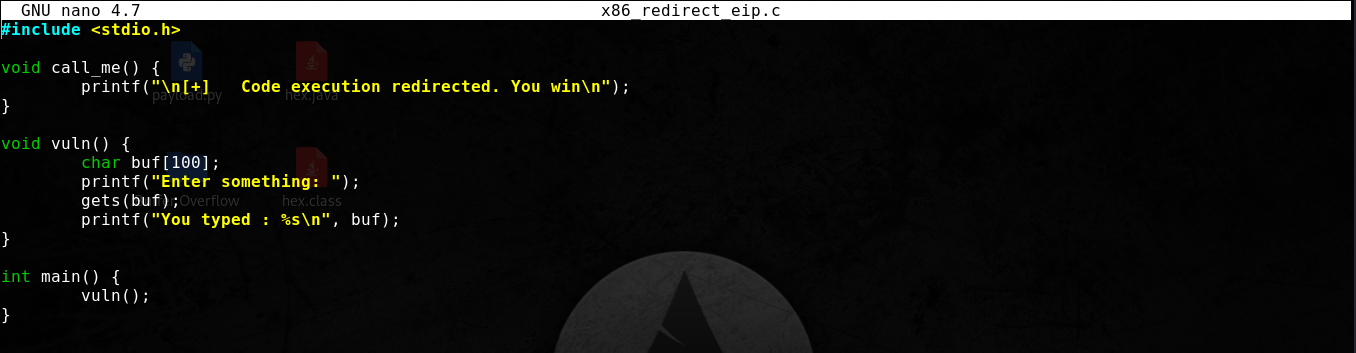 GNU nano 4.7 x86_redirect_eip.c
#include <stdio.h>
void call_me() {
printf("\n[+]   Code execution redirected. You win\n");
payload.py hex.java
}
void vuln() {
char buf[100];
printf("Enter something: ");
gets(buf);
Overflow hex.class
printf("You typed : %s\n", buf);
}
int main() {
vuln();
}